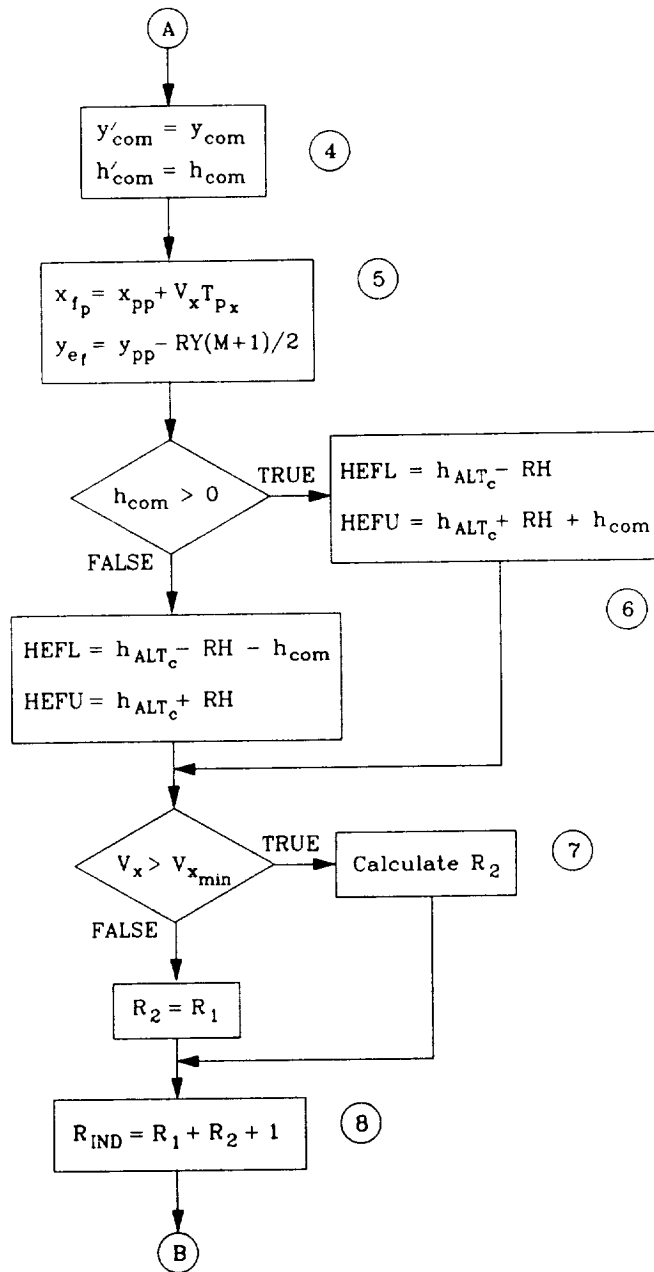 A
y′com = ycom
h′com = hcom
4
5
xfp = xpp + VxTpx
yef = ypp - RY(M+1)/2
hcom > 0
TRUE
FALSE
HEFL = hALTc - RH
HEFU = hALTc + RH + hcom
6
HEFL = hALTc - RH - hcom
HEFU = hALTc + RH
Vx > Vxmin
TRUE
FALSE
Calculate R2
7
R2 = R1
RIND = R1 + R2 + 1
8
B